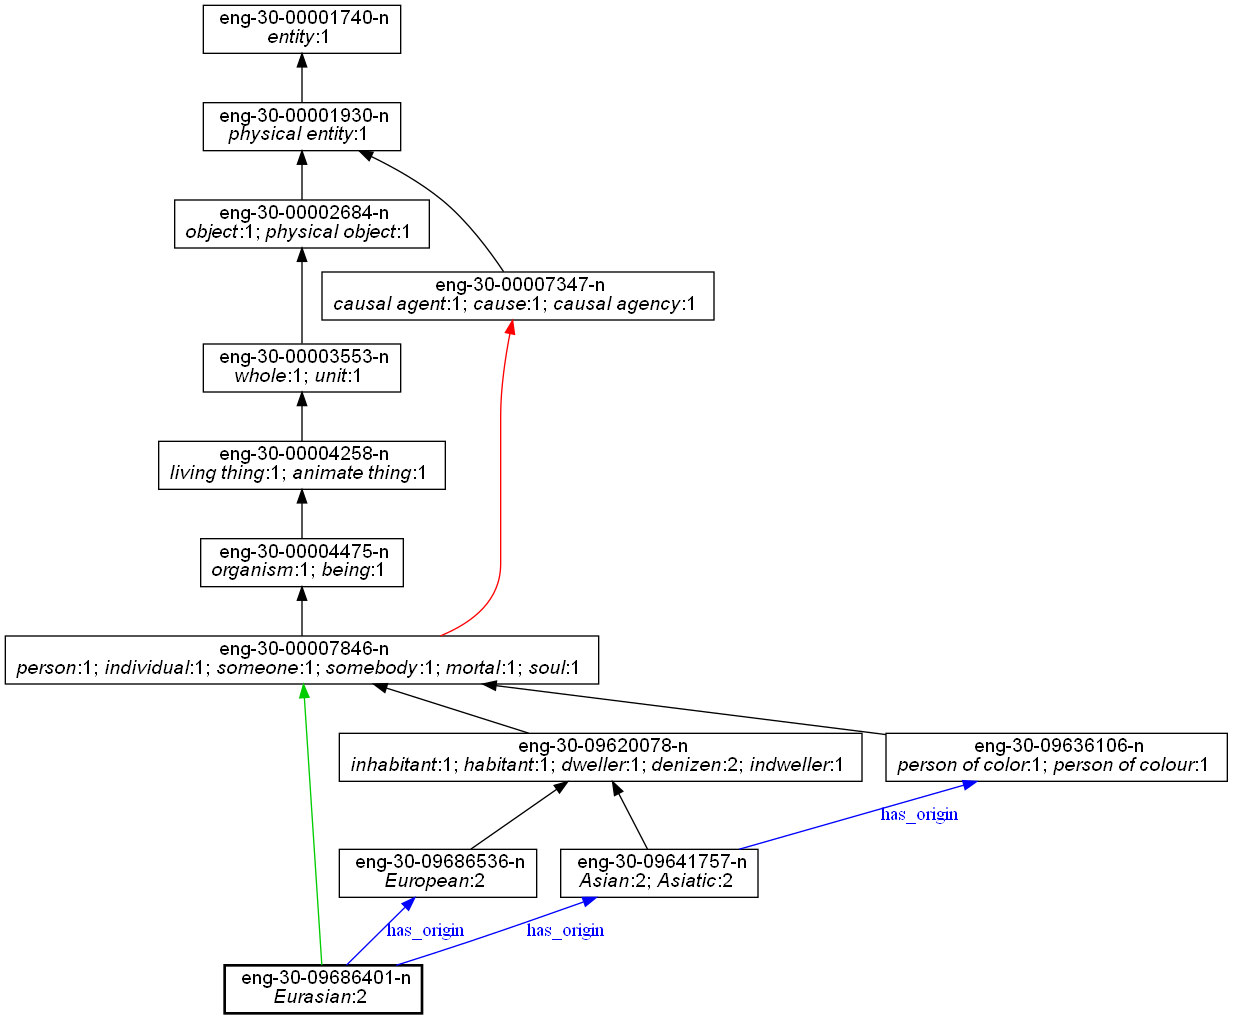 eng-30-00001740-n
entity:1
eng-30-00001930-n
physical entity:1
eng-30-00002684-n
object:1; physical object:1
eng-30-00007347-n
causal agent:1; cause:1; causal agency:1
eng-30-00003553-n
whole:1; unit:1
eng-30-00004258-n
living thing:1; animate thing:1
eng-30-00004475-n
organism:1; being:1
eng-30-00007846-n
person:1; individual:1; someone:1; somebody:1; mortal:1; soul:1
eng-30-09620078-n
inhabitant:1; habitant:1; dweller:1; denizen:2; indweller:1
eng-30-09636106-n
person of color:1; person of colour:1
has_origin
eng-30-09686536-n
European:2
eng-30-09641757-n
Asian:2; Asiatic:2
has_origin
has_origin
eng-30-09686401-n
Eurasian:2